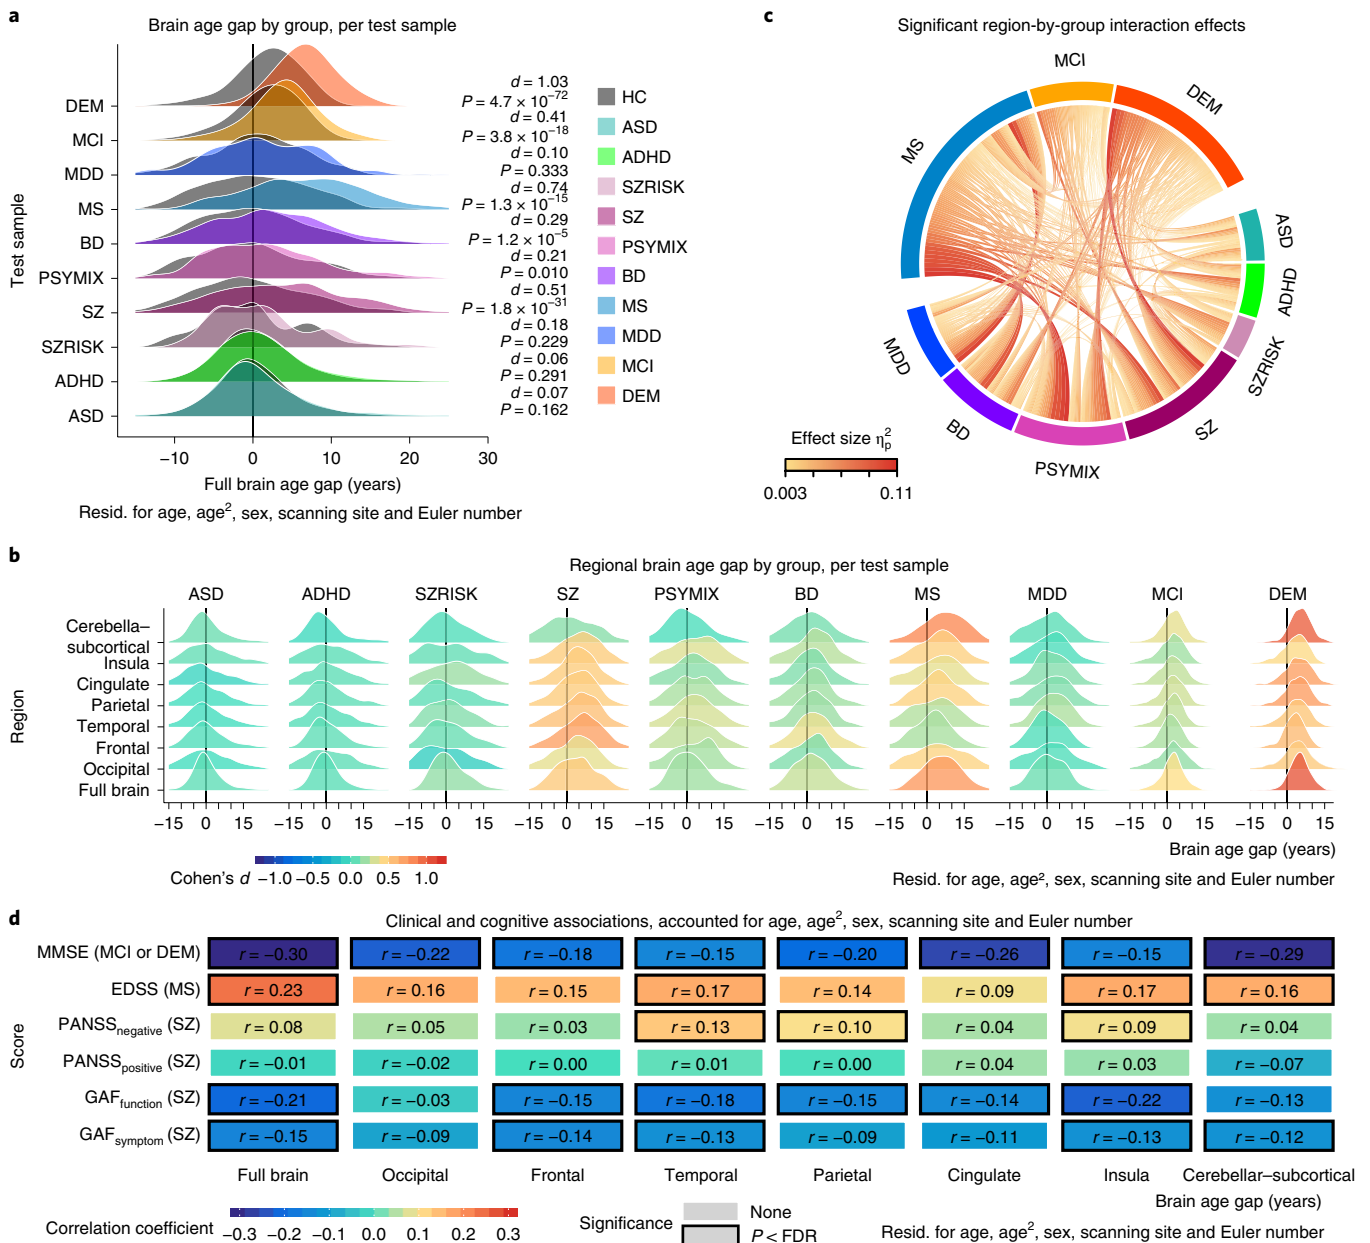 a
Brain age gap by group, per test sample
Test sample
DEM
MCI
MDD
MS
BD
PSYMIX
SZ
SZRISK
ADHD
ASD
d = 1.03
P = 4.7 × 10⁻⁷²
d = 0.41
P = 3.8 × 10⁻¹⁸
d = 0.10
P = 0.333
d = 0.74
P = 1.3 × 10⁻¹⁵
d = 0.29
P = 1.2 × 10⁻⁵
d = 0.21
P = 0.010
d = 0.51
P = 1.8 × 10⁻³¹
d = 0.18
P = 0.229
d = 0.06
P = 0.291
d = 0.07
P = 0.162
HC
ASD
ADHD
SZRISK
SZ
PSYMIX
BD
MS
MDD
MCI
DEM
−10 0 10 20 30
Full brain age gap (years)
Resid. for age, age², sex, scanning site and Euler number
c
Significant region-by-group interaction effects
MCI
DEM
MS
ASD
ADHD
SZRISK
SZ
PSYMIX
BD
MDD
Effect size ηₚ²
0.003 0.11
b
Regional brain age gap by group, per test sample
ASD ADHD SZRISK SZ PSYMIX BD MS MDD MCI DEM
Region
Cerebella–
subcortical
Insula
Cingulate
Parietal
Temporal
Frontal
Occipital
Full brain
−15 0 15 −15 0 15 −15 0 15 −15 0 15 −15 0 15 −15 0 15 −15 0 15 −15 0 15 −15 0 15 −15 0 15
Brain age gap (years)
Cohen's d −1.0 −0.5 0.0 0.5 1.0
Resid. for age, age², sex, scanning site and Euler number
d
Clinical and cognitive associations, accounted for age, age², sex, scanning site and Euler number
Score
MMSE (MCI or DEM) r = −0.30 r = −0.22 r = −0.18 r = −0.15 r = −0.20 r = −0.26 r = −0.15 r = −0.29
EDSS (MS) r = 0.23 r = 0.16 r = 0.15 r = 0.17 r = 0.14 r = 0.09 r = 0.17 r = 0.16
PANSSnegative (SZ) r = 0.08 r = 0.05 r = 0.03 r = 0.13 r = 0.10 r = 0.04 r = 0.09 r = 0.04
PANSSpositive (SZ) r = −0.01 r = −0.02 r = 0.00 r = 0.01 r = 0.00 r = 0.04 r = 0.03 r = −0.07
GAFfunction (SZ) r = −0.21 r = −0.03 r = −0.15 r = −0.18 r = −0.15 r = −0.14 r = −0.22 r = −0.13
GAFsymptom (SZ) r = −0.15 r = −0.09 r = −0.14 r = −0.13 r = −0.09 r = −0.11 r = −0.13 r = −0.12
Full brain Occipital Frontal Temporal Parietal Cingulate Insula Cerebellar–subcortical
Brain age gap (years)
Correlation coefficient −0.3 −0.2 −0.1 0.0 0.1 0.2 0.3
Significance
None
P < FDR
Resid. for age, age², sex, scanning site and Euler number